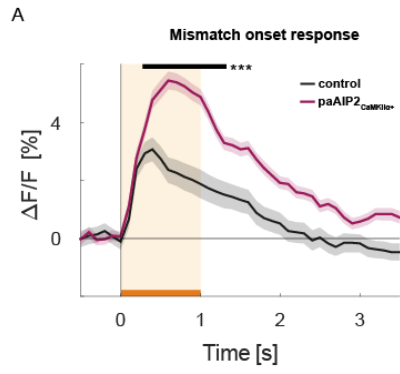 A
Mismatch onset response
***
control
paAIP2CaMKIIα+
4
0
ΔF/F [%]
0 1 2 3
Time [s]